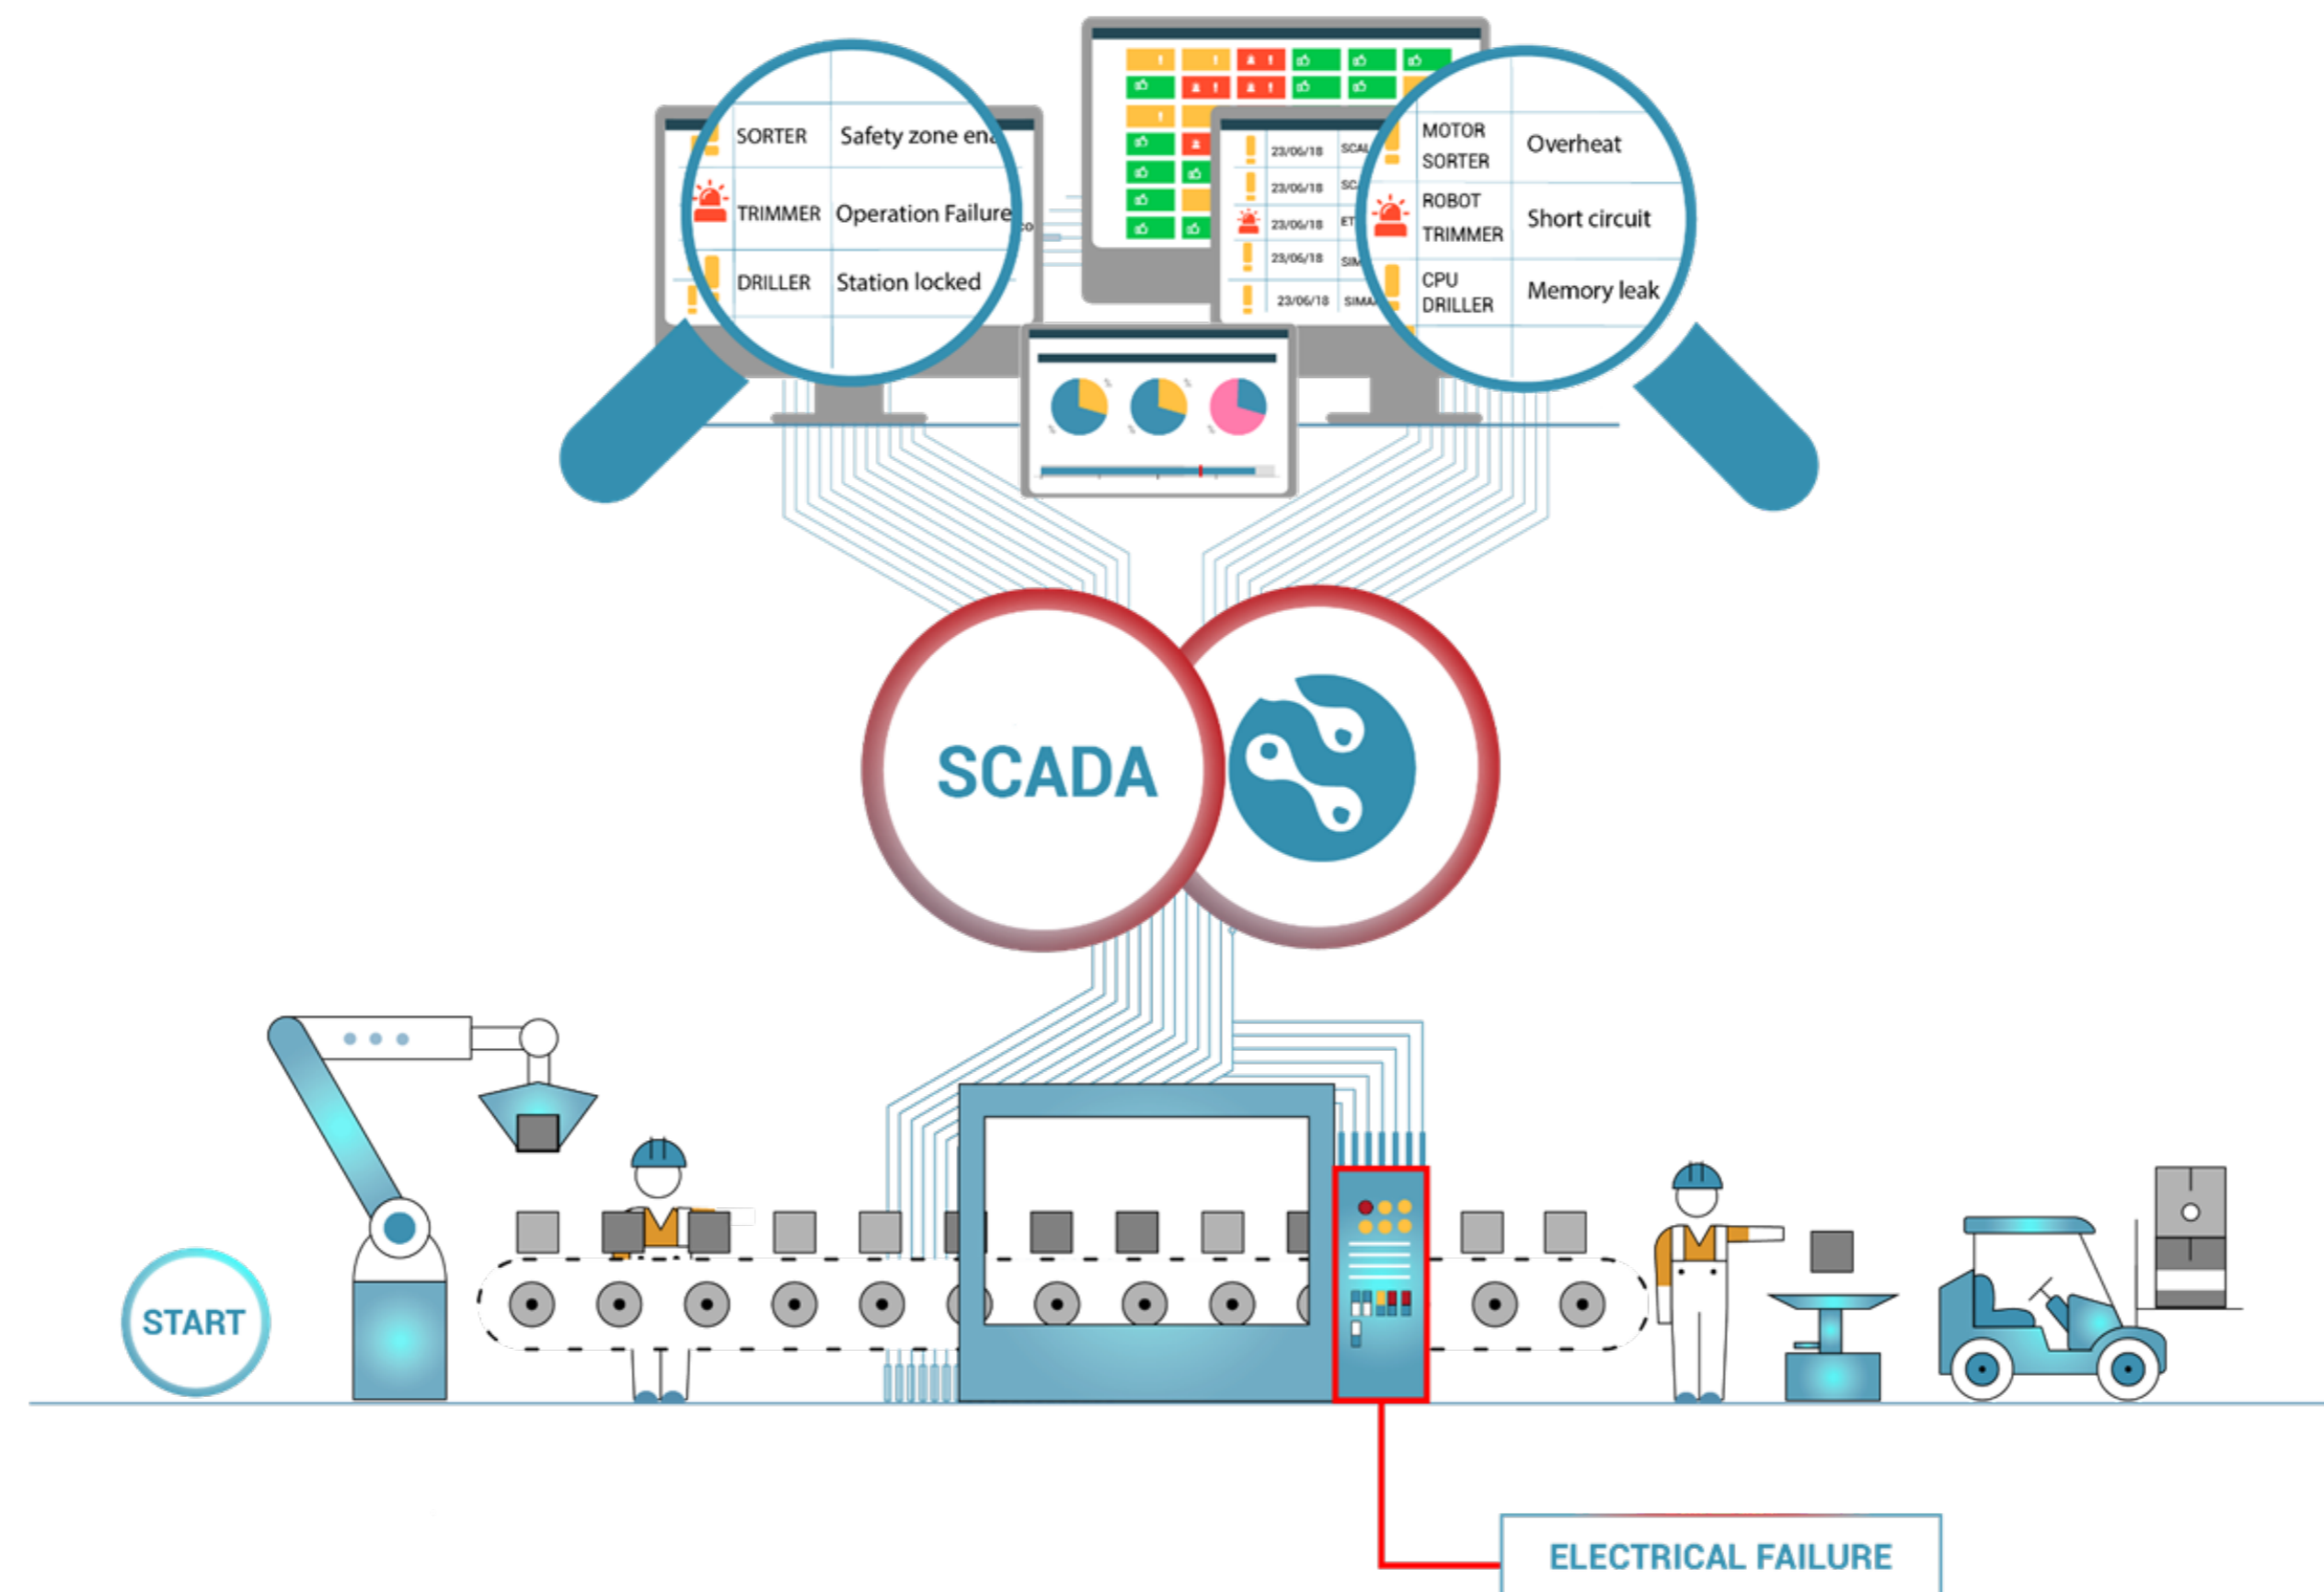 SORTER Safety zone
TRIMMER Operation Failure
DRILLER Station locked
23/06/18
23/06/18
23/06/18
23/06/18
23/06/18
MOTOR
SORTER
Overheat
ROBOT
TRIMMER
Short circuit
CPU
DRILLER
Memory leak
SCADA
START
ELECTRICAL FAILURE